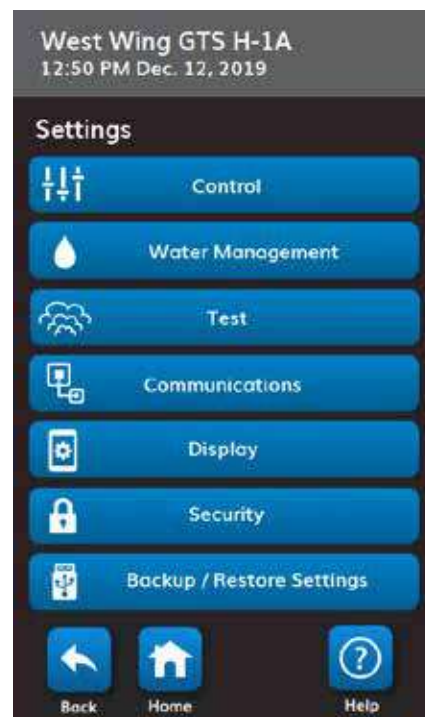 West Wing GTS H-1A
12:50 PM Dec. 12, 2019
Settings
Control
Water Management
Test
Communications
Display
Security
Backup / Restore Settings
Back Home Help